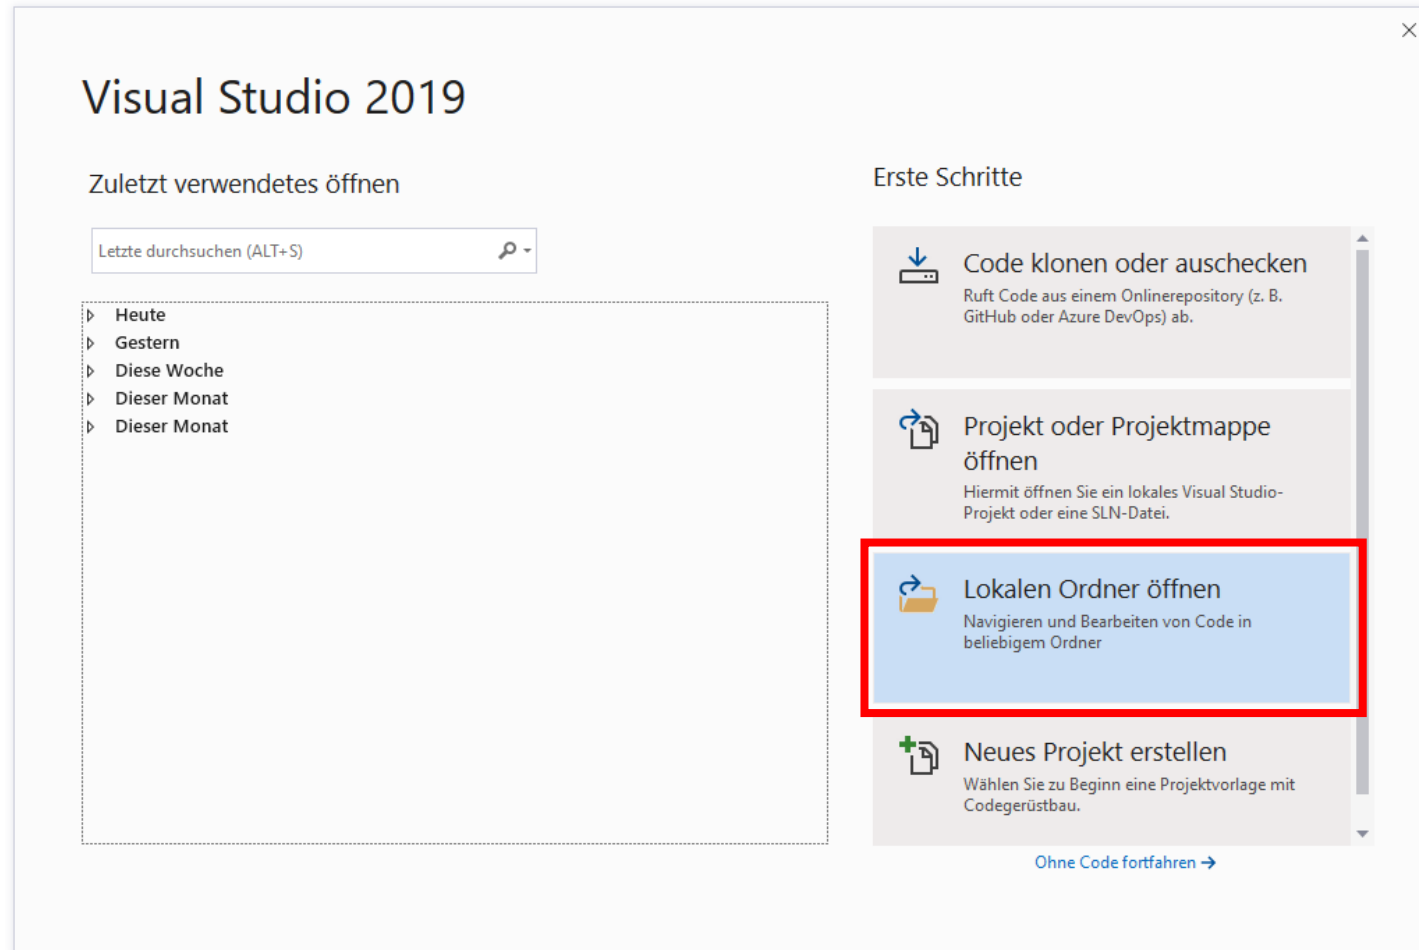 Visual Studio 2019
Zuletzt verwendetes öffnen
Letzte durchsuchen (ALT+S)
Heute
Gestern
Diese Woche
Dieser Monat
Dieser Monat
Erste Schritte
Code klonen oder auschecken
Ruft Code aus einem Onlinerepository (z. B.
GitHub oder Azure DevOps) ab.
Projekt oder Projektmappe
öffnen
Hiermit öffnen Sie ein lokales Visual Studio-
Projekt oder eine SLN-Datei.
Lokalen Ordner öffnen
Navigieren und Bearbeiten von Code in
beliebigem Ordner
Neues Projekt erstellen
Wählen Sie zu Beginn eine Projektvorlage mit
Codegerüstbau.
Ohne Code fortfahren →